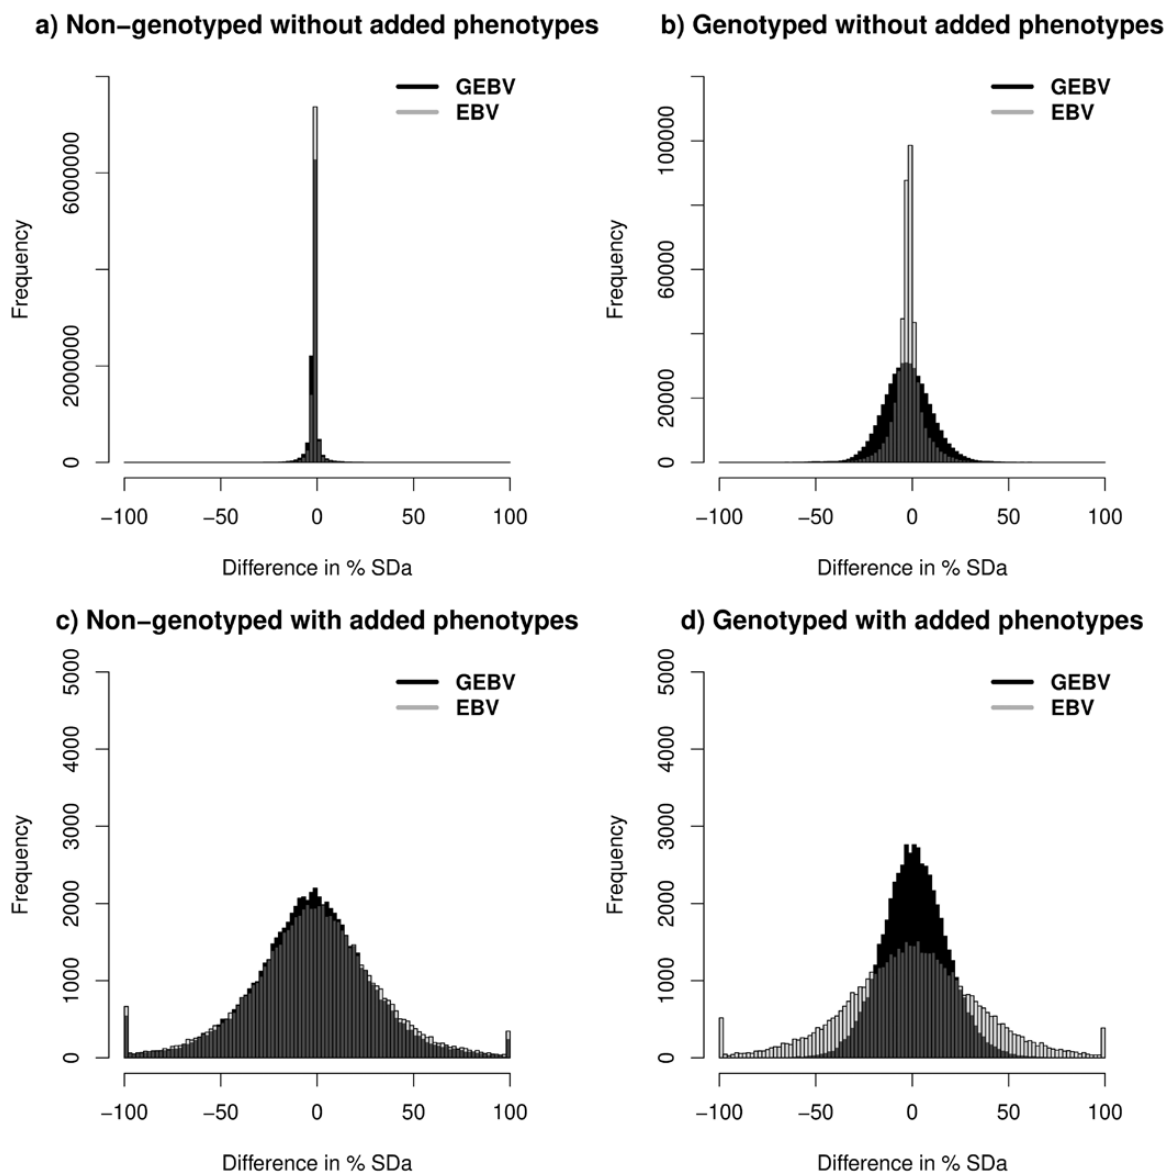 a) Non−genotyped without added phenotypes
GEBV
EBV
Frequency
6000000
2000000
0
−100 −50 0 50 100
Difference in % SDa
b) Genotyped without added phenotypes
GEBV
EBV
Frequency
100000
60000
20000
0
−100 −50 0 50 100
Difference in % SDa
c) Non−genotyped with added phenotypes
GEBV
EBV
Frequency
5000
4000
3000
2000
1000
0
−100 −50 0 50 100
Difference in % SDa
d) Genotyped with added phenotypes
GEBV
EBV
Frequency
5000
4000
3000
2000
1000
0
−100 −50 0 50 100
Difference in % SDa